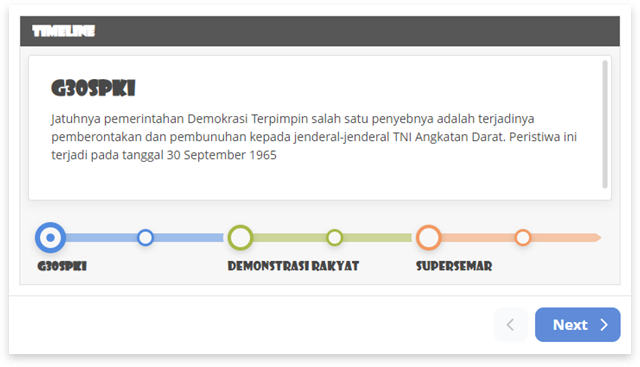 TIMELINE
G30SPKI
Jatuhnya pemerintahan Demokrasi Terpimpin salah satu penyebnya adalah terjadinya
pemberontakan dan pembunuhan kepada jenderal-jenderal TNI Angkatan Darat. Peristiwa ini
terjadi pada tanggal 30 September 1965
G30SPKI DEMONSTRASI RAKYAT SUPERSEMAR
Next